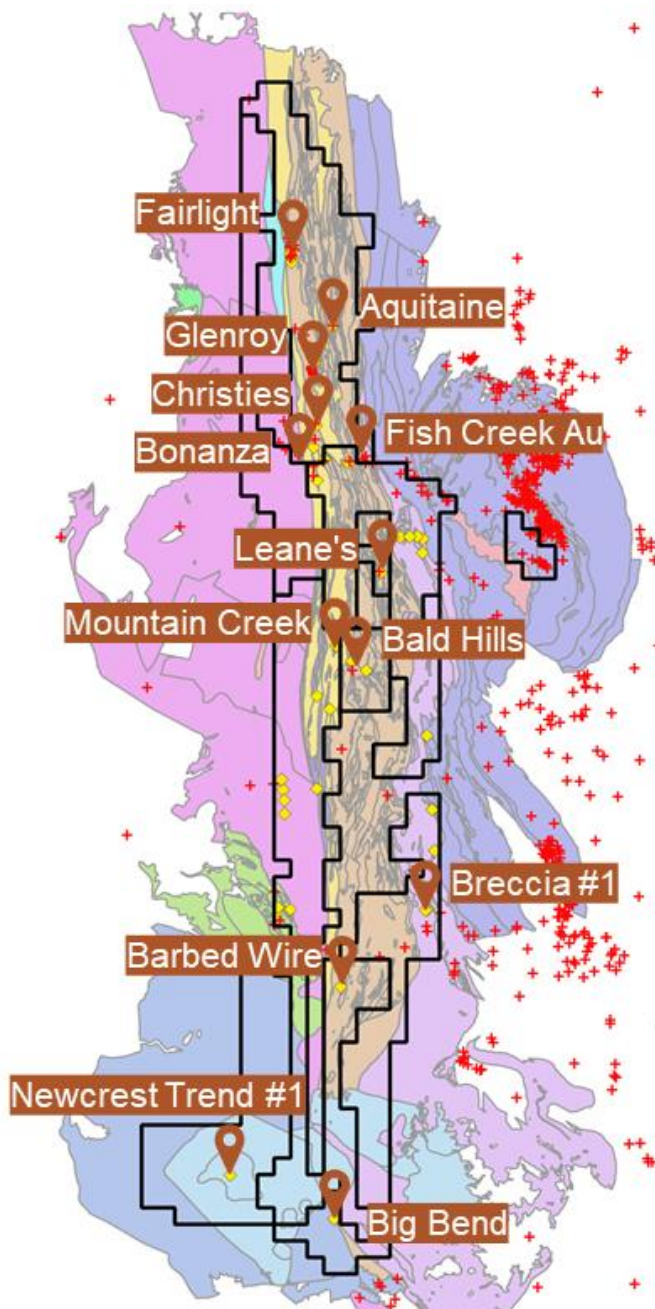 Fairlight
Aquitaine
Glenroy
Christies
Fish Creek Au
Bonanza
Leane's
Mountain Creek
Bald Hills
Breccia #1
Barbed Wire
Newcrest Trend #1
Big Bend